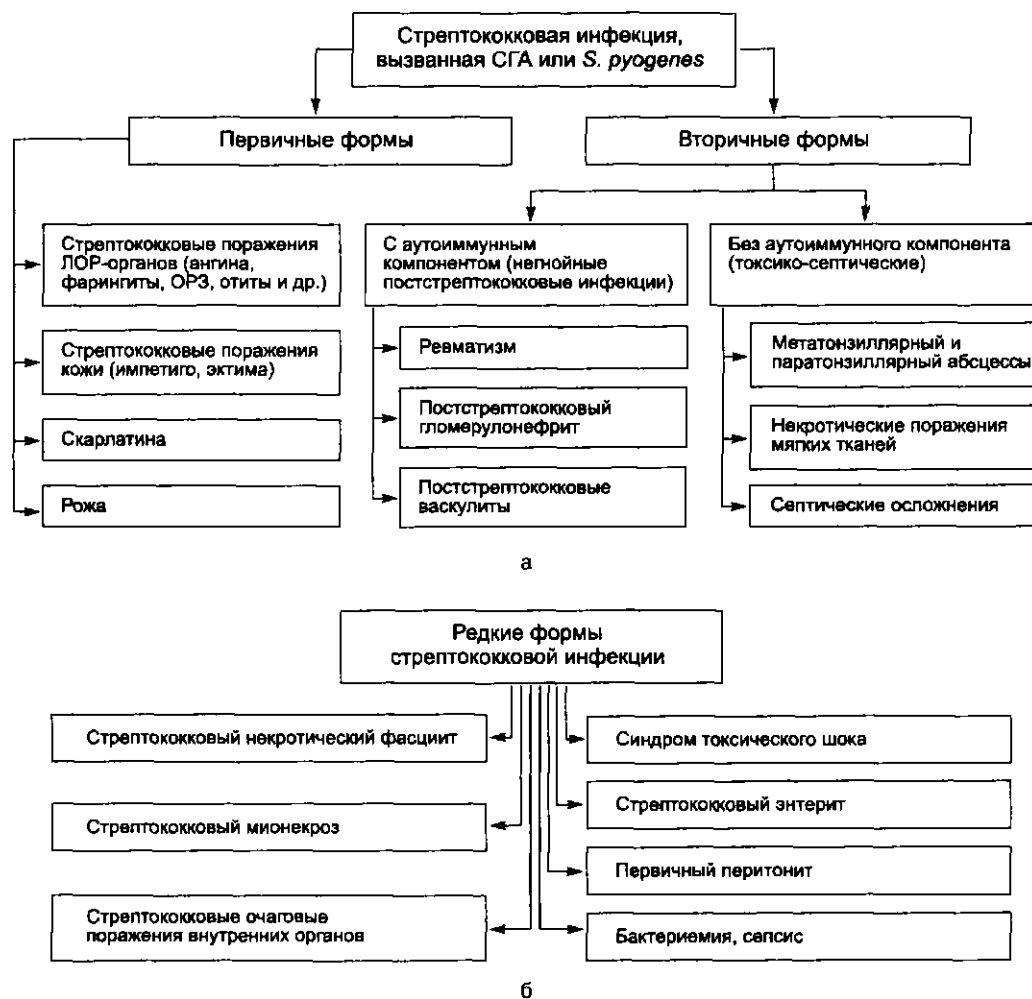 Стрептококковая инфекция,
вызванная СГА или S. pyogenes
Первичные формы
Вторичные формы
Стрептококковые поражения
ЛОР-органов (ангина,
фарингиты, ОРЗ, отиты и др.)
Стрептококковые поражения
кожи (импетиго, эктима)
Скарлатина
Рожа
С аутоиммунным
компонентом (негнойные
постстрептококковые инфекции)
Ревматизм
Постстрептококковый
гломерулонефрит
Постстрептококковые
васкулиты
Без аутоиммунного компонента
(токсико-септические)
Метатонзиллярный и
паратонзиллярный абсцессы
Некротические поражения
мягких тканей
Септические осложнения
а
Редкие формы
стрептококковой инфекции
Стрептококковый некротический фасциит
Стрептококковый мионекроз
Стрептококковые очаговые
поражения внутренних органов
Синдром токсического шока
Стрептококковый энтерит
Первичный перитонит
Бактериемия, сепсис
б